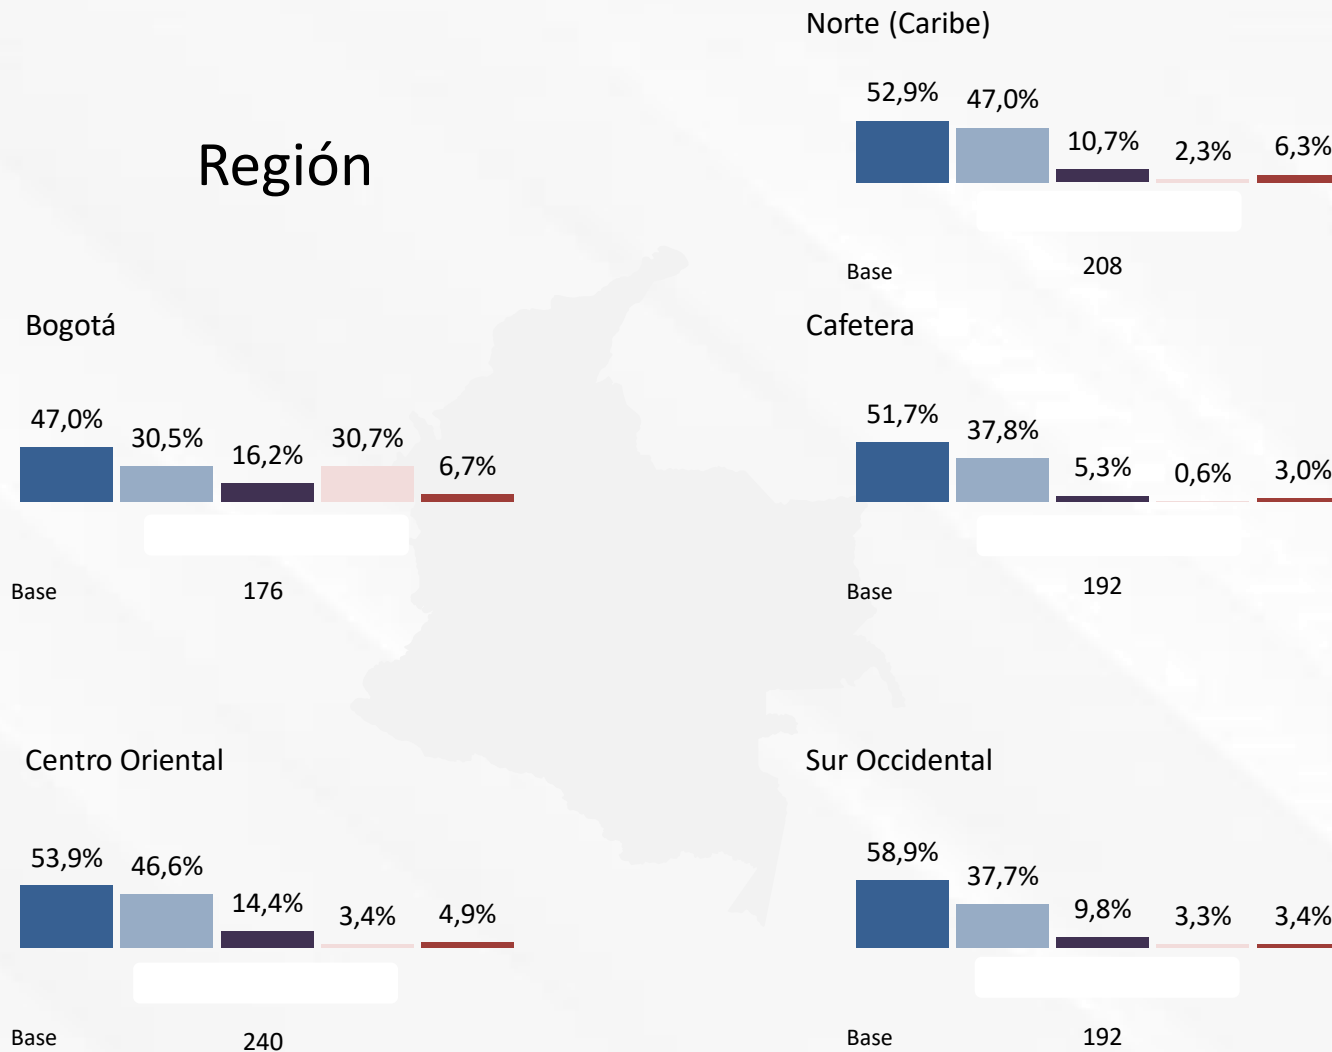 Región
Norte (Caribe)
52,9% 47,0% 10,7% 2,3% 6,3%
Base 208
Bogotá
47,0% 30,5% 16,2% 30,7% 6,7%
Base 176
Cafetera
51,7% 37,8% 5,3% 0,6% 3,0%
Base 192
Centro Oriental
53,9% 46,6% 14,4% 3,4% 4,9%
Base 240
Sur Occidental
58,9% 37,7% 9,8% 3,3% 3,4%
Base 192